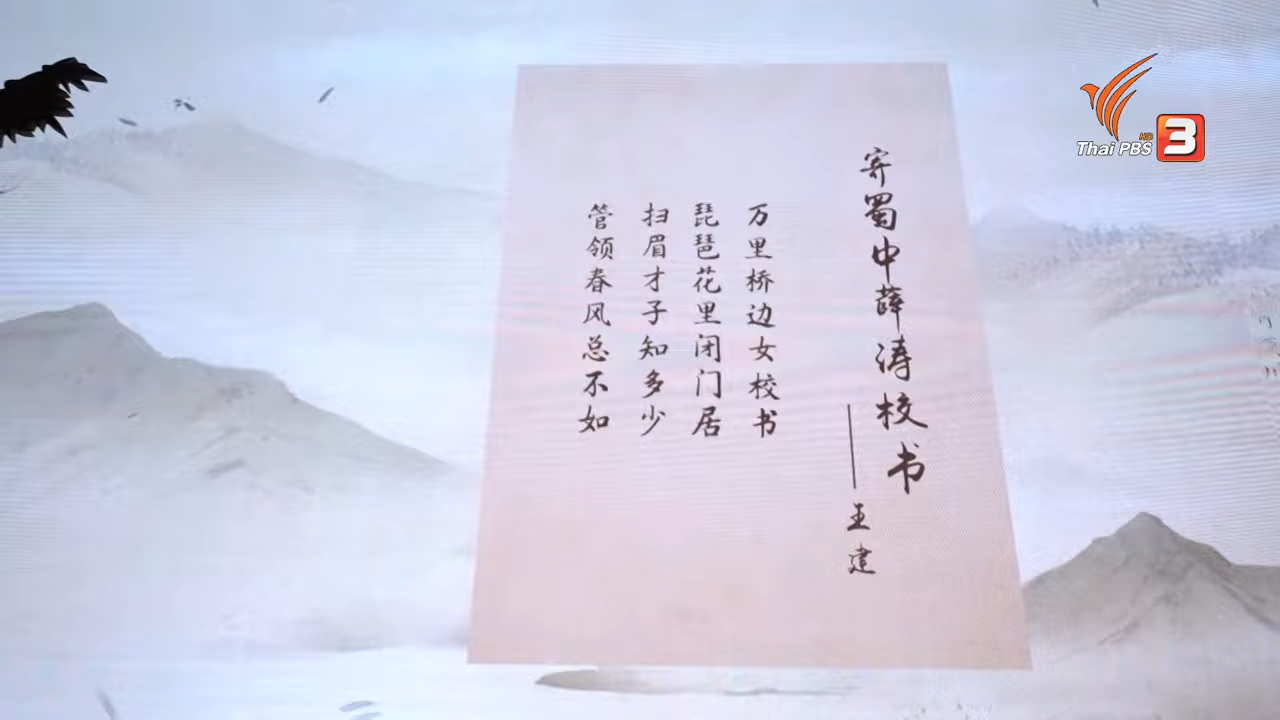 寄蜀中薛涛校书
——王建
万里桥边女校书
琵琶花里闭门居
扫眉才子知多少
管领春风总不如
Thai PBS HD 3